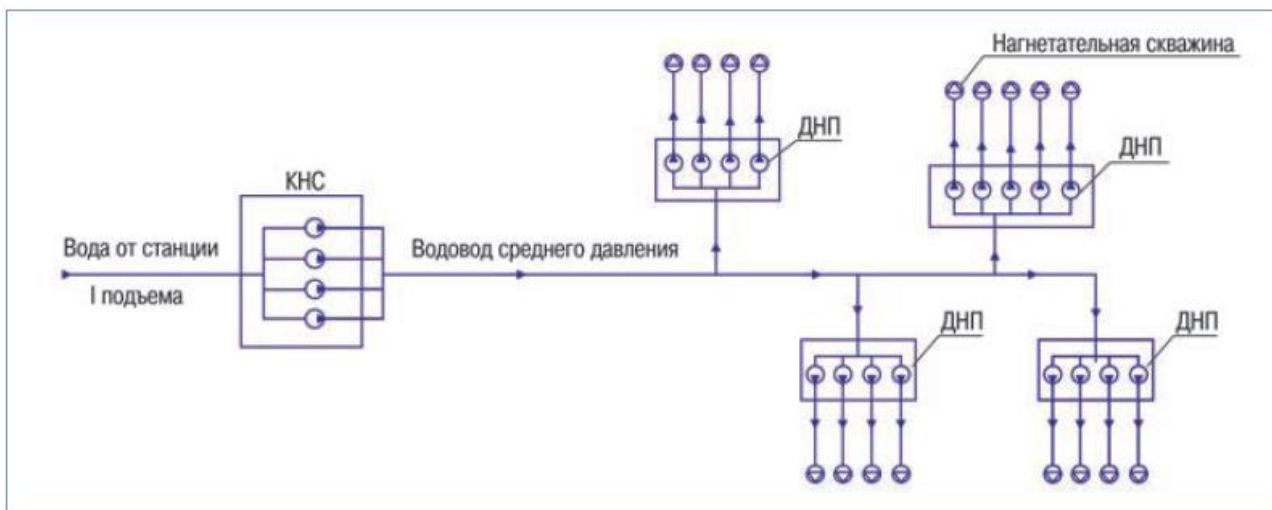 Нагнетательная скважина
ДНП
ДНП
КНС
Вода от станции
I подъема
Водовод среднего давления
ДНП
ДНП